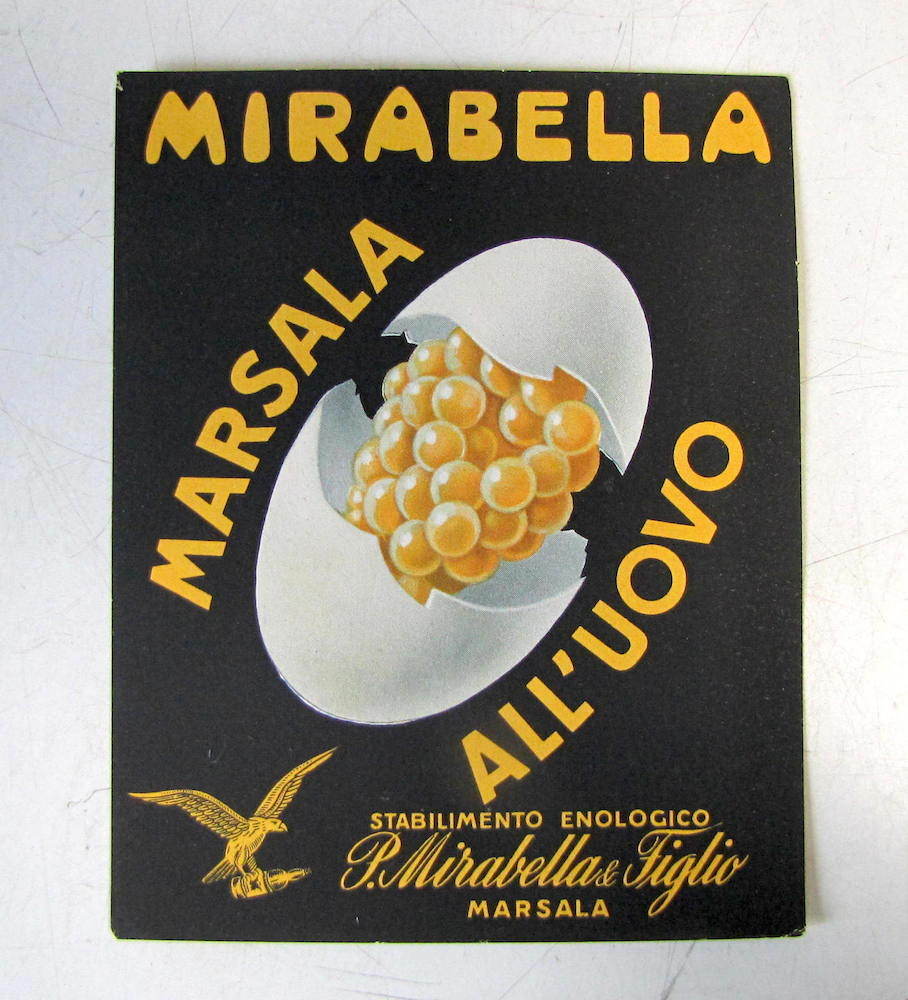 MIRABELLA
MARSALA
ALL'UOVO
STABILIMENTO ENOLOGICO
P. Mirabella & Figlio
MARSALA